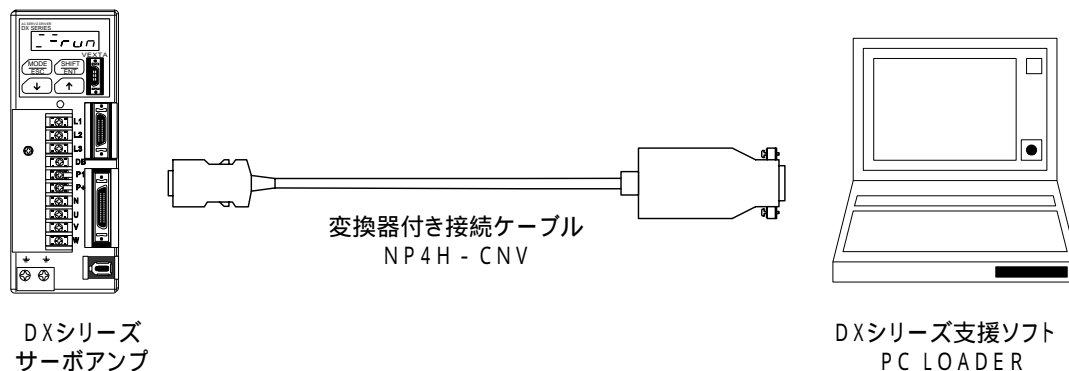 AC SERVO DRIVER
DX SERIES
run
VEXTA
MODE
ESC
SHIFT
ENT
↓
↑
L1
L2
L3
DB
P1
P+
N
U
V
W
変換器付き接続ケーブル
NP4H-CNV
DXシリーズ
サーボアンプ
DXシリーズ支援ソフト
PC LOADER